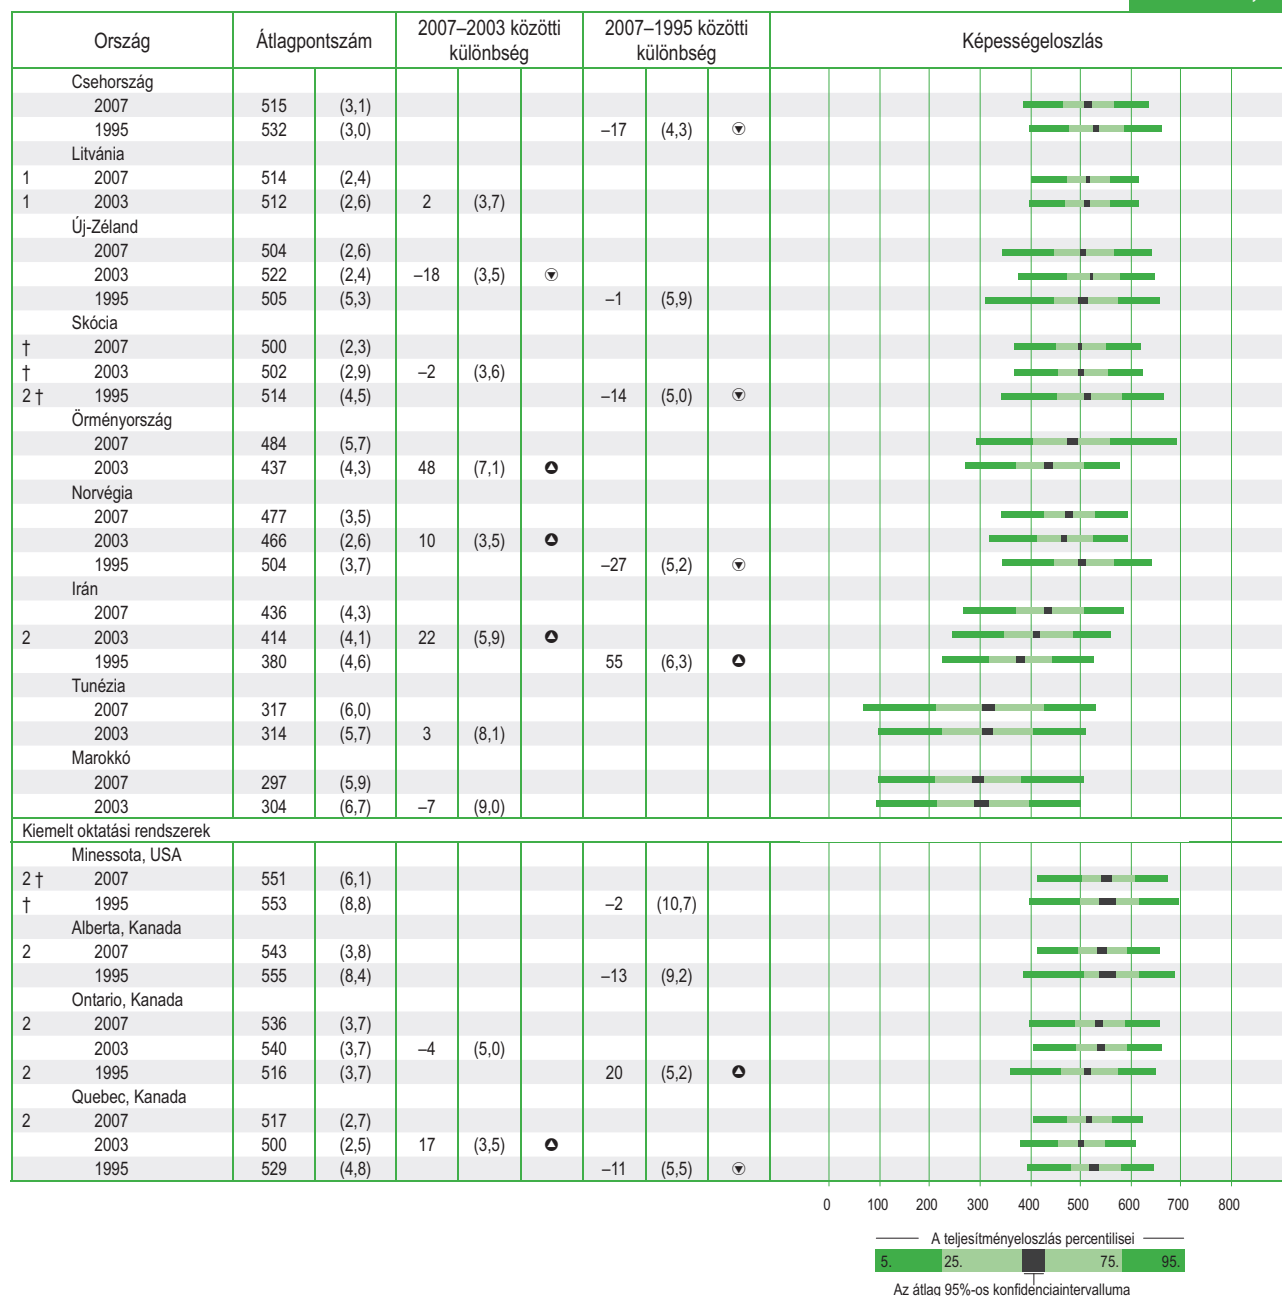 Ország Átlagpontszám 2007–2003 közötti különbség 2007–1995 közötti különbség Képességeloszlás
Csehország
2007 515 (3,1)
1995 532 (3,0) –17 (4,3)
Litvánia
1 2007 514 (2,4)
1 2003 512 (2,6) 2 (3,7)
Új-Zéland
2007 504 (2,6)
2003 522 (2,4) –18 (3,5)
1995 505 (5,3) –1 (5,9)
Skócia
† 2007 500 (2,3)
† 2003 502 (2,9) –2 (3,6)
2 † 1995 514 (4,5) –14 (5,0)
Örményország
2007 484 (5,7)
2003 437 (4,3) 48 (7,1)
Norvégia
2007 477 (3,5)
2003 466 (2,6) 10 (3,5)
1995 504 (3,7) –27 (5,2)
Irán
2007 436 (4,3)
2 2003 414 (4,1) 22 (5,9)
1995 380 (4,6) 55 (6,3)
Tunézia
2007 317 (6,0)
2003 314 (5,7) 3 (8,1)
Marokkó
2007 297 (5,9)
2003 304 (6,7) –7 (9,0)
Kiemelt oktatási rendszerek
Minessota, USA
2 † 2007 551 (6,1)
† 1995 553 (8,8) –2 (10,7)
Alberta, Kanada
2 2007 543 (3,8)
1995 555 (8,4) –13 (9,2)
Ontario, Kanada
2 2007 536 (3,7)
2003 540 (3,7) –4 (5,0)
2 1995 516 (3,7) 20 (5,2)
Quebec, Kanada
2 2007 517 (2,7)
2003 500 (2,5) 17 (3,5)
1995 529 (4,8) –11 (5,5)
0 100 200 300 400 500 600 700 800
A teljesítményeloszlás percentilisei
5. 25. 75. 95.
Az átlag 95%-os konfidenciaintervalluma